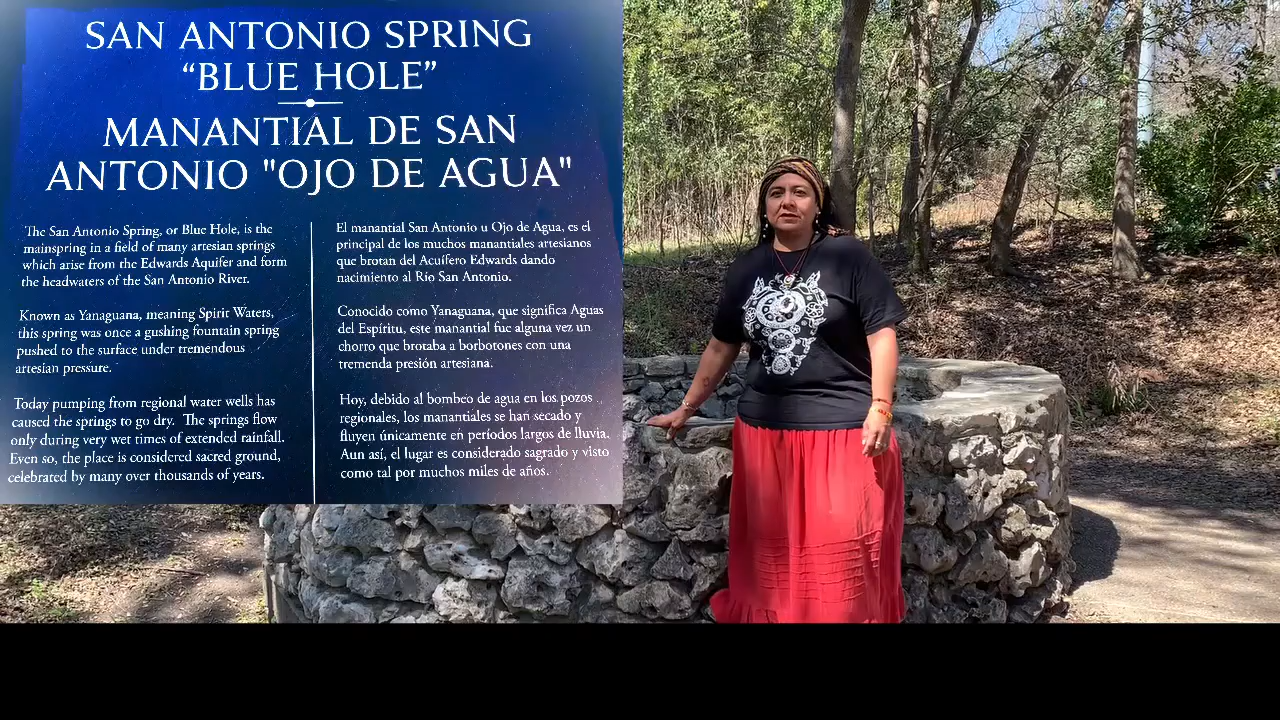 SAN ANTONIO SPRING
“BLUE HOLE”
MANANTIAL DE SAN
ANTONIO "OJO DE AGUA"
The San Antonio Spring, or Blue Hole, is the
mainspring in a field of many artesian springs
which arise from the Edwards Aquifer and form
the headwaters of the San Antonio River.
Known as Yanaguana, meaning Spirit Waters,
this spring was once a gushing fountain spring
pushed to the surface under tremendous
artesian pressure.
Today pumping from regional water wells has
caused the springs to go dry. The springs flow
only during very wet times of extended rainfall.
Even so, the place is considered sacred ground,
celebrated by many over thousands of years.
El manantial San Antonio u Ojo de Agua, es el
principal de los muchos manantiales artesianos
que brotan del Acuífero Edwards dando
nacimiento al Río San Antonio.
Conocido como Yanaguana, que significa Aguas
del Espíritu, este manantial fue alguna vez un
chorro que brotaba a borbotones con una
tremenda presión artesiana.
Hoy, debido al bombeo de agua en los pozos
regionales, los manantiales se han secado y
fluyen únicamente en períodos largos de lluvia.
Aun así, el lugar es considerado sagrado y visto
como tal por muchos miles de años.